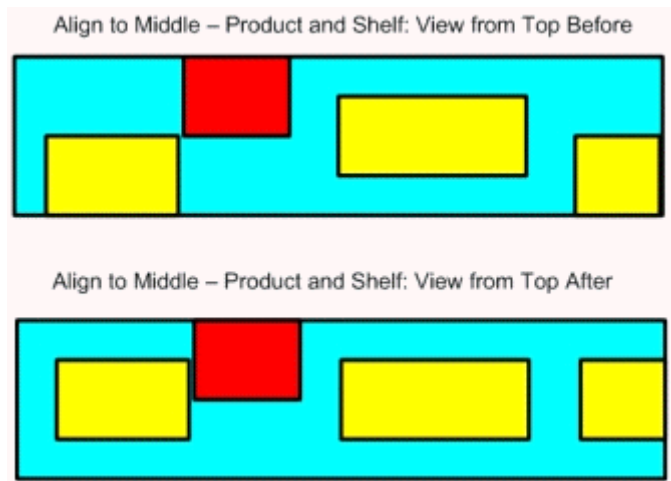 Align to Middle – Product and Shelf: View from Top Before
Align to Middle – Product and Shelf: View from Top After